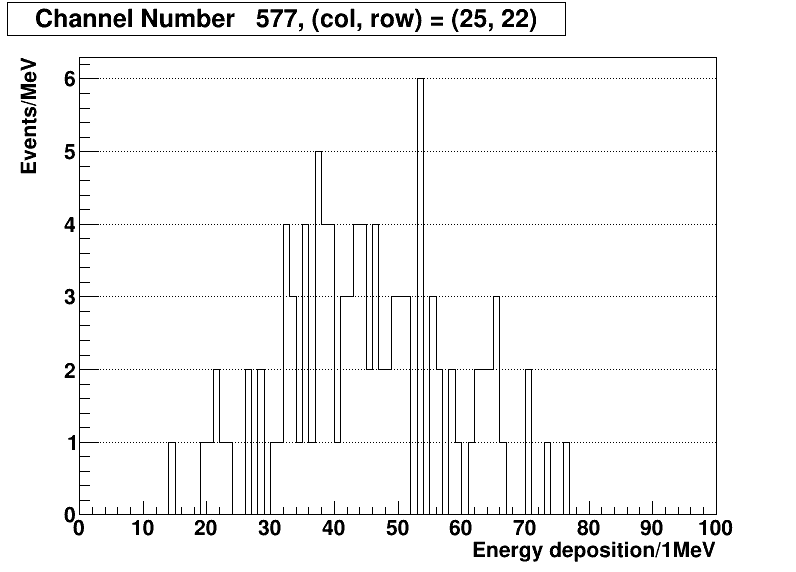 Channel Number 577, (col, row) = (25, 22)
Events/MeV
6
5
4
3
2
1
0
0 10 20 30 40 50 60 70 80 90 100
Energy deposition/1MeV